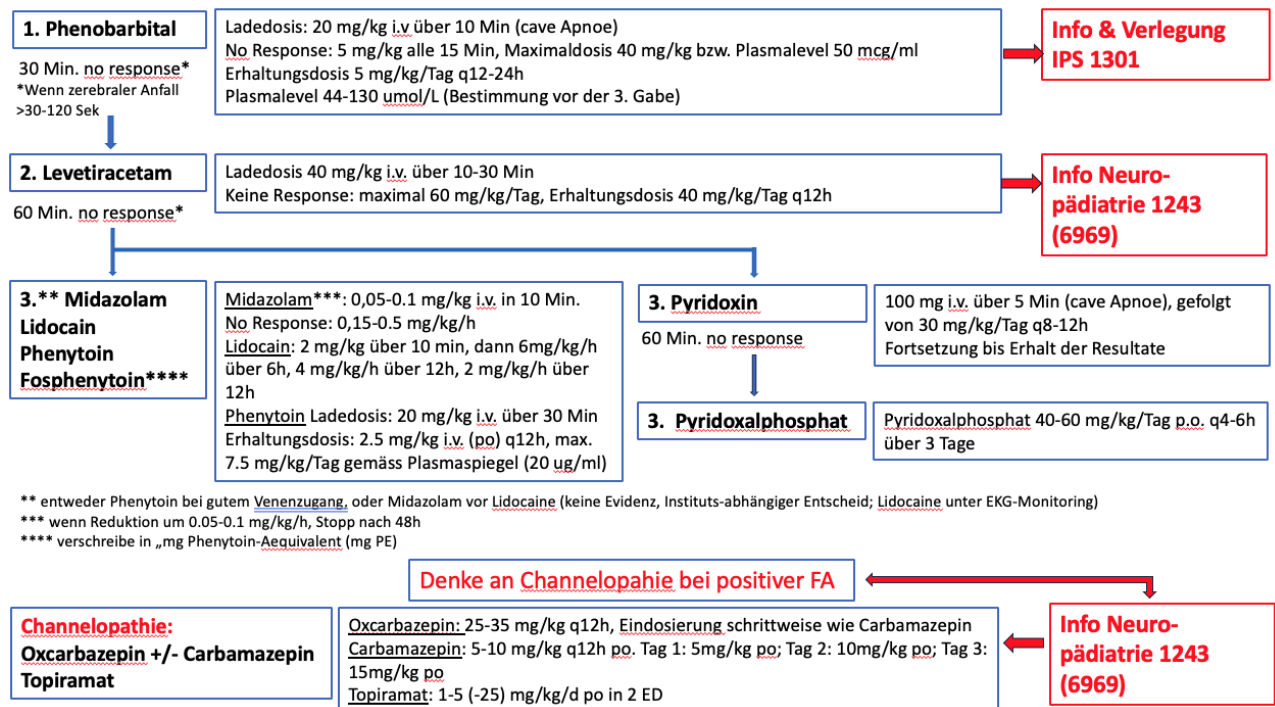 1. Phenobarbital
30 Min. no response*
*Wenn zerebraler Anfall
>30-120 Sek
Ladedosis: 20 mg/kg i.v über 10 Min (cave Apnoe)
No Response: 5 mg/kg alle 15 Min, Maximaldosis 40 mg/kg bzw. Plasmalevel 50 mcg/ml
Erhaltungsdosis 5 mg/kg/Tag q12-24h
Plasmalevel 44-130 umol/L (Bestimmung vor der 3. Gabe)
Info & Verlegung
IPS 1301
2. Levetiracetam
60 Min. no response*
Ladedosis 40 mg/kg i.v. über 10-30 Min
Keine Response: maximal 60 mg/kg/Tag, Erhaltungsdosis 40 mg/kg/Tag q12h
Info Neuro-
pädiatrie 1243
(6969)
3.** Midazolam
Lidocain
Phenytoin
Fosphenytoin****
Midazolam***: 0,05-0.1 mg/kg i.v. in 10 Min.
No Response: 0,15-0.5 mg/kg/h
Lidocain: 2 mg/kg über 10 min, dann 6mg/kg/h
über 6h, 4 mg/kg/h über 12h, 2 mg/kg/h über
12h
Phenytoin Ladedosis: 20 mg/kg i.v. über 30 Min
Erhaltungsdosis: 2.5 mg/kg i.v. (po) q12h, max.
7.5 mg/kg/Tag gemäss Plasmaspiegel (20 ug/ml)
3. Pyridoxin
60 Min. no response
100 mg i.v. über 5 Min (cave Apnoe), gefolgt
von 30 mg/kg/Tag q8-12h
Fortsetzung bis Erhalt der Resultate
3. Pyridoxalphosphat
Pyridoxalphosphat 40-60 mg/kg/Tag p.o. q4-6h
über 3 Tage
** entweder Phenytoin bei gutem Venenzugang, oder Midazolam vor Lidocaine (keine Evidenz, Instituts-abhängiger Entscheid; Lidocaine unter EKG-Monitoring)
*** wenn Reduktion um 0.05-0.1 mg/kg/h, Stopp nach 48h
**** verschreibe in „mg Phenytoin-Aequivalent (mg PE)
Denke an Channelopahie bei positiver FA
Channelopathie:
Oxcarbazepin +/- Carbamazepin
Topiramat
Oxcarbazepin: 25-35 mg/kg q12h, Eindosierung schrittweise wie Carbamazepin
Carbamazepin: 5-10 mg/kg q12h po. Tag 1: 5mg/kg po; Tag 2: 10mg/kg po; Tag 3:
15mg/kg po
Topiramat: 1-5 (-25) mg/kg/d po in 2 ED
Info Neuro-
pädiatrie 1243
(6969)